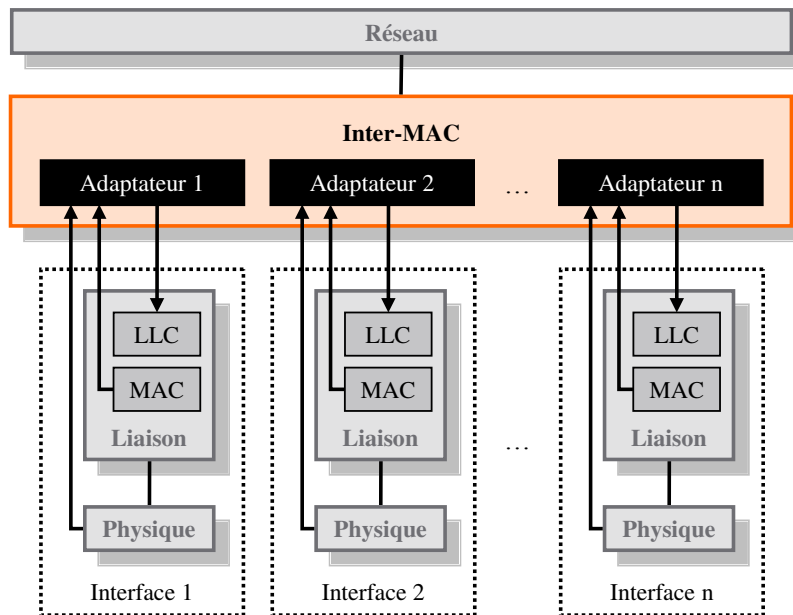 Réseau
Inter-MAC
Adaptateur 1
Adaptateur 2
...
Adaptateur n
LLC
LLC
LLC
MAC
MAC
MAC
Liaison
Liaison
...
Liaison
Physique
Physique
Physique
Interface 1
Interface 2
Interface n